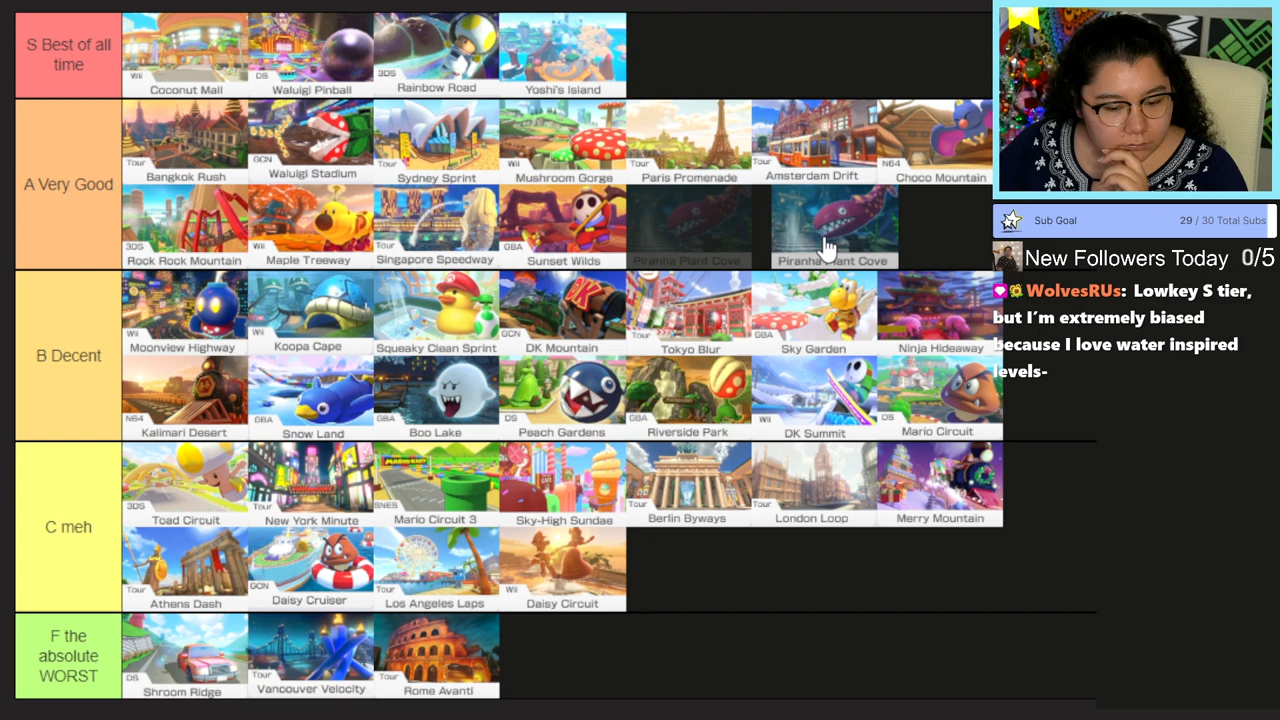 S Best of all
time
Wii
Coconut Mall
DS
Waluigi Pinball
3DS
Rainbow Road
Yoshi's Island
A Very Good
Tour
Bangkok Rush
GCN
Waluigi Stadium
Tour
Sydney Sprint
Wii
Mushroom Gorge
Tour
Paris Promenade
Tour
Amsterdam Drift
N64
Choco Mountain
3DS
Rock Rock Mountain
Wii
Maple Treeway
Tour
Singapore Speedway
GBA
Sunset Wilds
Piranha Plant Cove
Piranha Plant Cove
B Decent
Wii
Moonview Highway
Wii
Koopa Cape
Squeaky Clean Sprint
GCN
DK Mountain
Tour
Tokyo Blur
GBA
Sky Garden
Ninja Hideaway
N64
Kalimari Desert
GBA
Snow Land
GBA
Boo Lake
DS
Peach Gardens
GBA
Riverside Park
Wii
DK Summit
DS
Mario Circuit
C meh
3DS
Toad Circuit
Tour
New York Minute
SNES
Mario Circuit 3
Sky-High Sundae
Tour
Berlin Byways
Tour
London Loop
Merry Mountain
Tour
Athens Dash
GCN
Daisy Cruiser
Tour
Los Angeles Laps
Wii
Daisy Circuit
F the
absolute
WORST
DS
Shroom Ridge
Tour
Vancouver Velocity
Tour
Rome Avanti
Sub Goal
29 / 30 Total Subs
New Followers Today 0/5
WolvesRUs: Lowkey S tier,
but I'm extremely biased
because I love water inspired
levels-